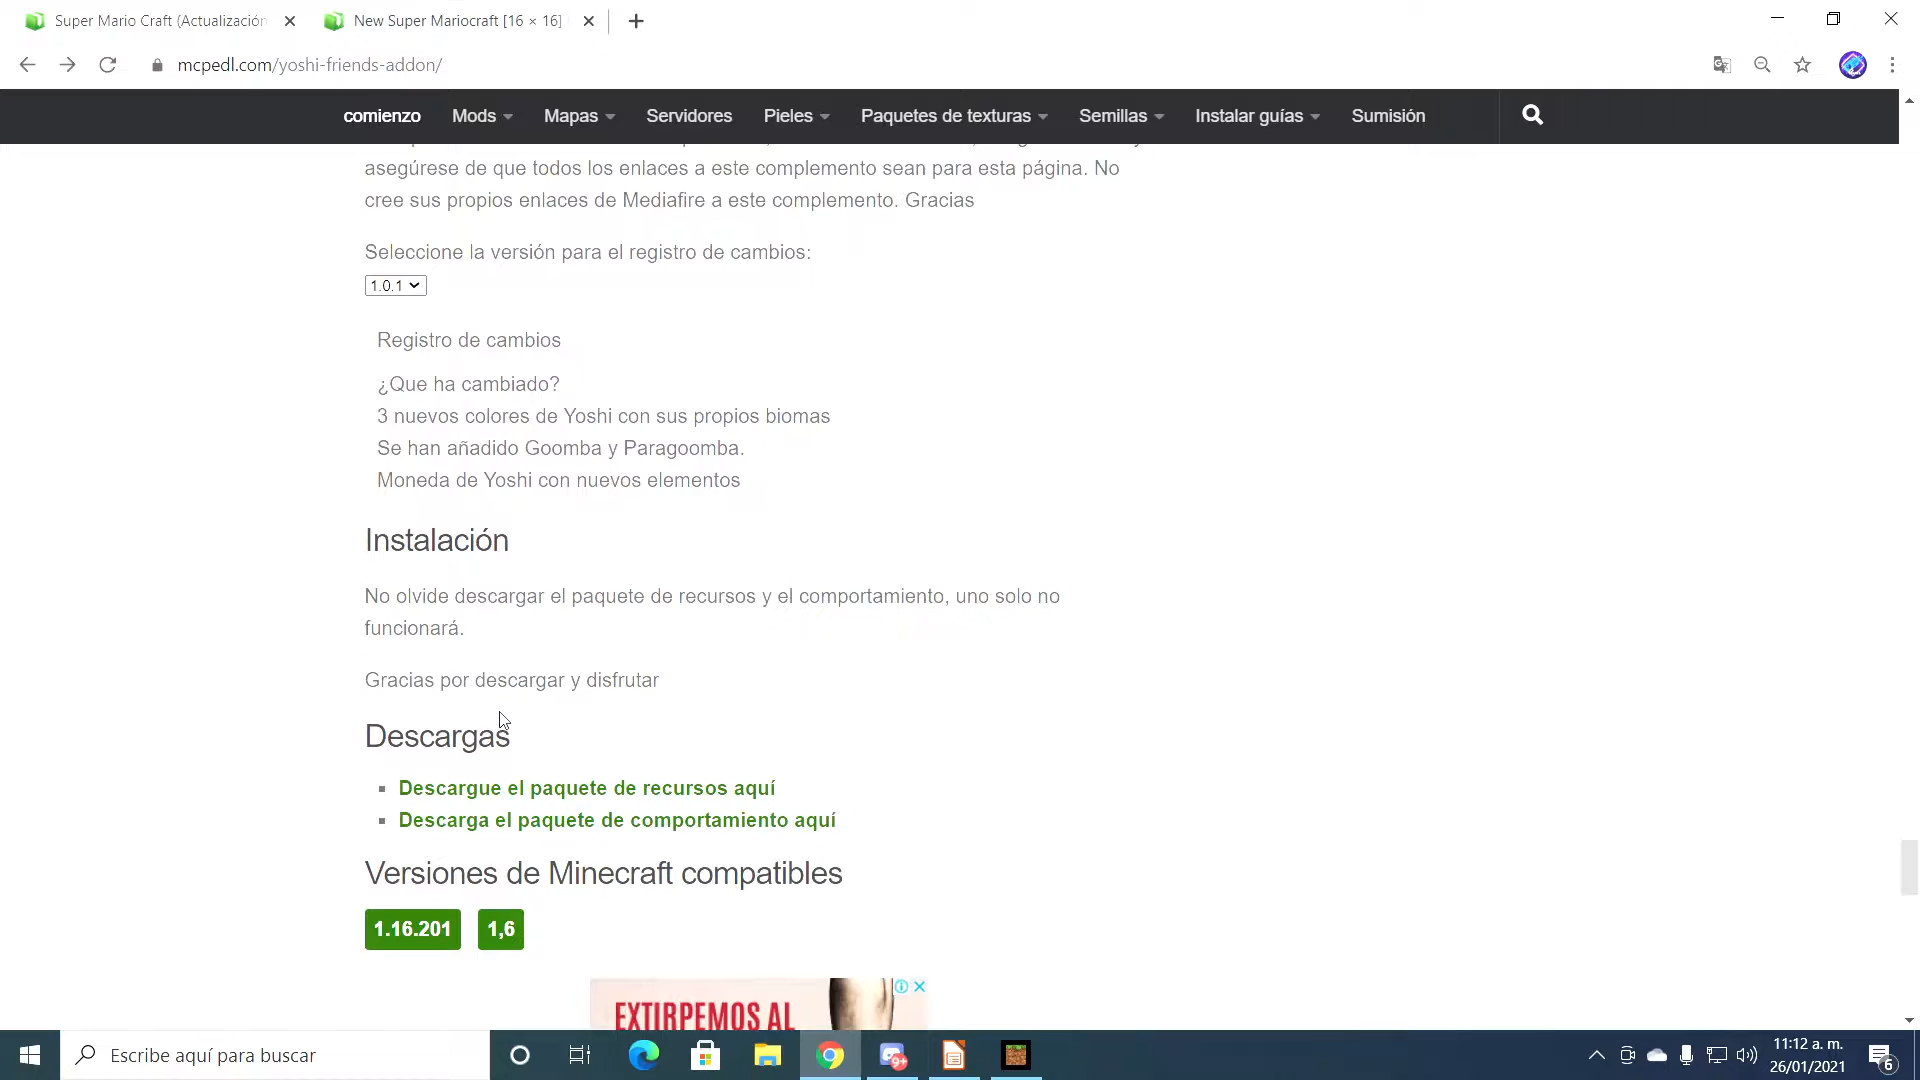 Super Mario Craft (Actualización
New Super Mariocraft [16 × 16]
mcpedl.com/yoshi-friends-addon/
comienzo
Mods
Mapas
Servidores
Pieles
Paquetes de texturas
Semillas
Instalar guías
Sumisión
asegúrese de que todos los enlaces a este complemento sean para esta página. No
cree sus propios enlaces de Mediafire a este complemento. Gracias
Seleccione la versión para el registro de cambios:
1.0.1
Registro de cambios
¿Que ha cambiado?
3 nuevos colores de Yoshi con sus propios biomas
Se han añadido Goomba y Paragoomba.
Moneda de Yoshi con nuevos elementos
Instalación
No olvide descargar el paquete de recursos y el comportamiento, uno solo no
funcionará.
Gracias por descargar y disfrutar
Descargas
Descargue el paquete de recursos aquí
Descarga el paquete de comportamiento aquí
Versiones de Minecraft compatibles
1.16.201
1,6
EXTIRPEMOS AL
Escribe aquí para buscar
9+
11:12 a. m.
26/01/2021
6